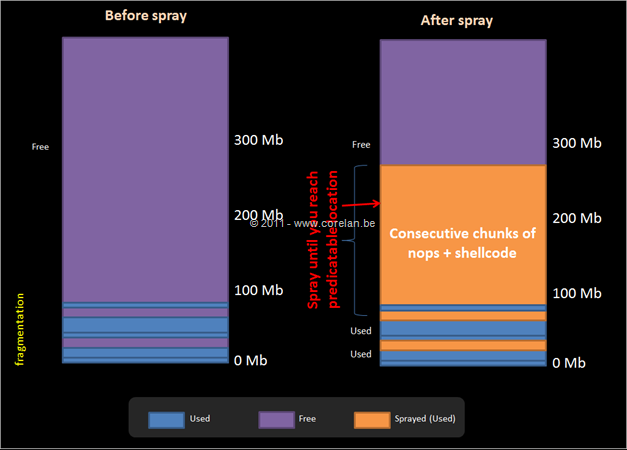 Before spray
After spray
Free
300 Mb
200 Mb
100 Mb
0 Mb
fragmentation
Spray until you reach
predicatable location
Free
300 Mb
200 Mb
100 Mb
0 Mb
Consecutive chunks of
nops + shellcode
Used
Used
© 2011 - www.corelan.be
Used
Free
Sprayed (Used)